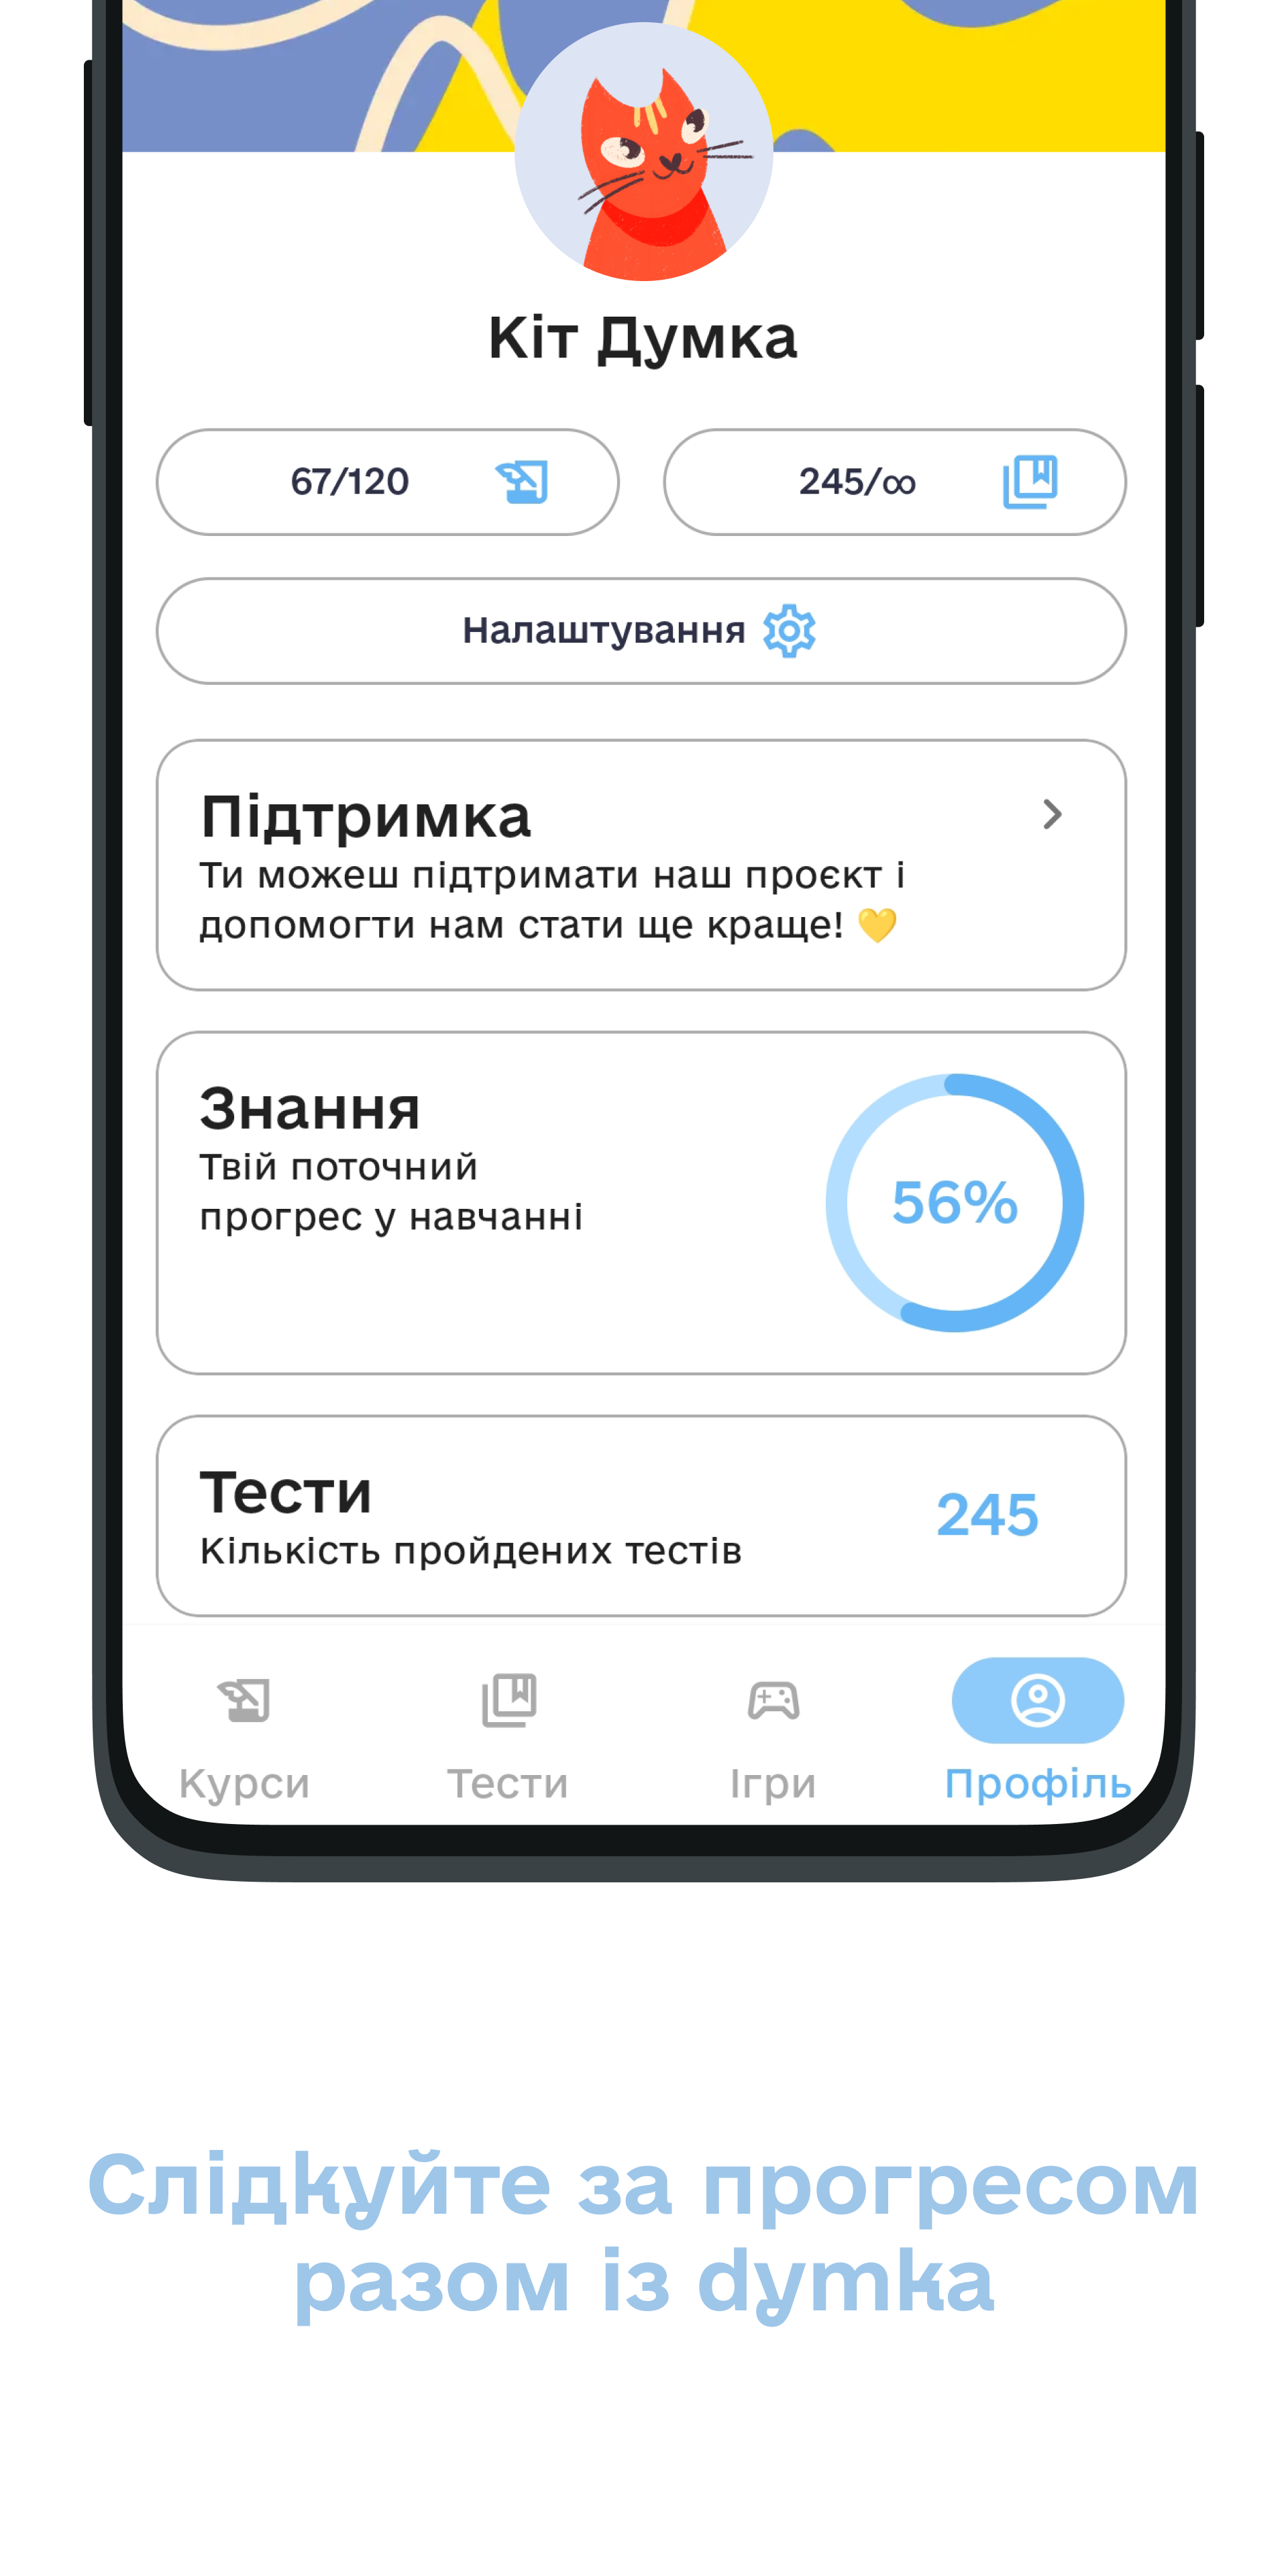 Кіт Думка
67/120
245/∞
Налаштування
Підтримка
Ти можеш підтримати наш проєкт і
допомогти нам стати ще краще! 💛
Знання
Твій поточний
прогрес у навчанні
56%
Тести
Кількість пройдених тестів
245
Курси
Тести
Ігри
Профіль
Слідкуйте за прогресом
разом із dymka